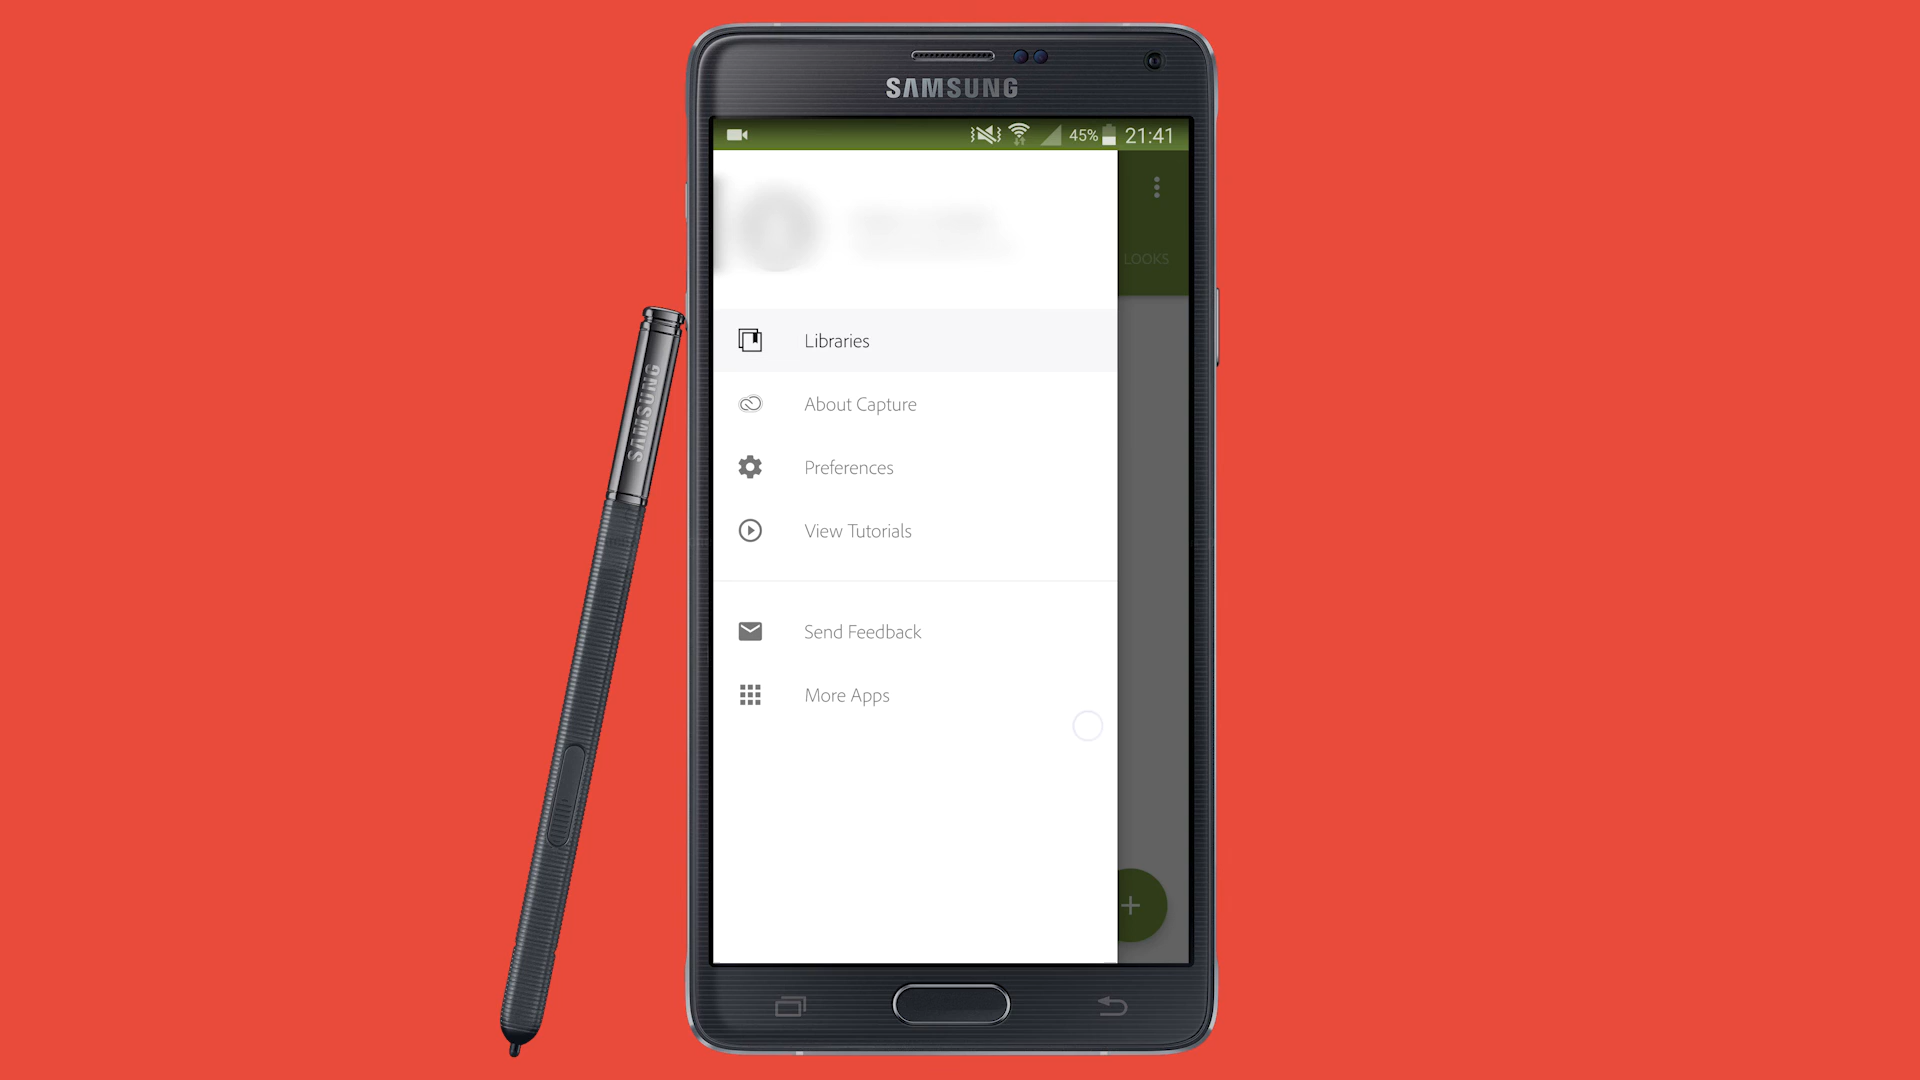 SAMSUNG
45% 21:41
LOOKS
Libraries
About Capture
Preferences
View Tutorials
Send Feedback
More Apps
SAMSUNG